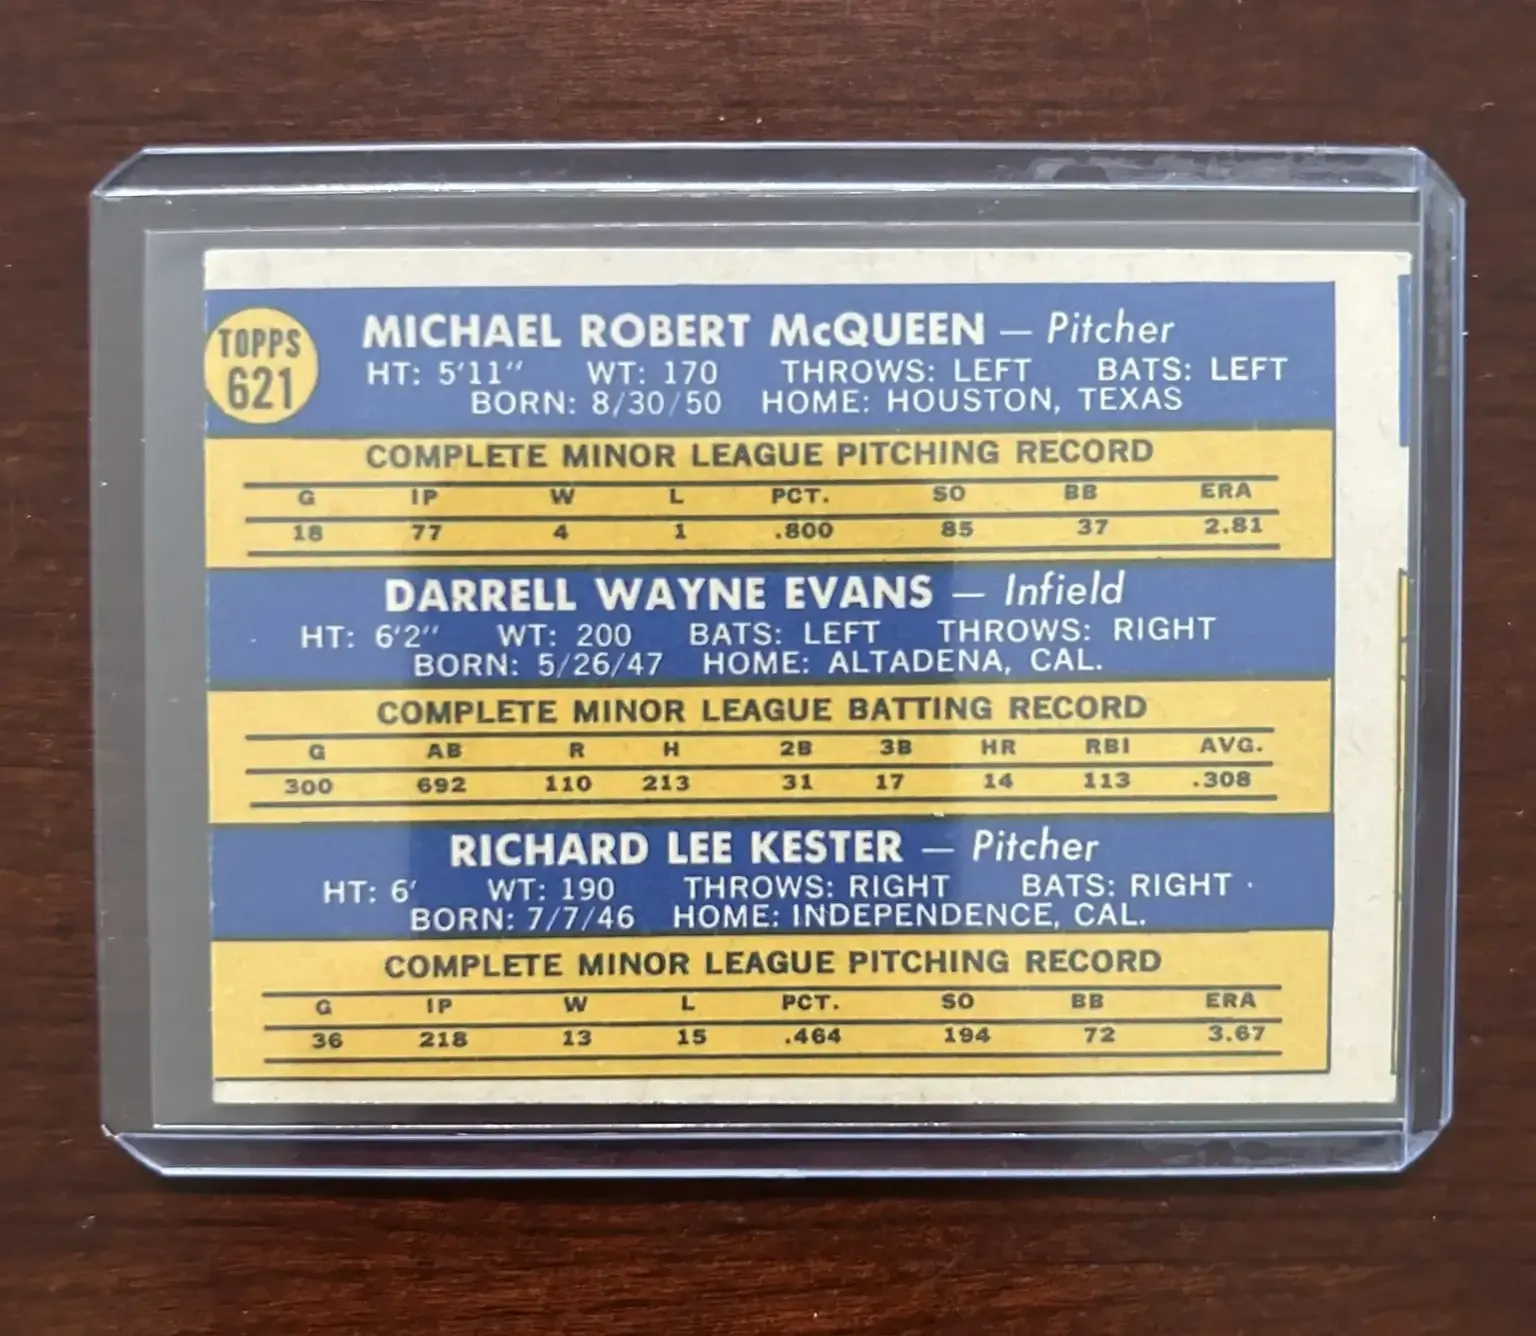 TOPPS
621
MICHAEL ROBERT McQUEEN — Pitcher
HT: 5'11" WT: 170 THROWS: LEFT BATS: LEFT
BORN: 8/30/50 HOME: HOUSTON, TEXAS
COMPLETE MINOR LEAGUE PITCHING RECORD
G IP W L PCT. SO BB ERA
18 77 4 1 .800 85 37 2.81
DARRELL WAYNE EVANS — Infield
HT: 6'2" WT: 200 BATS: LEFT THROWS: RIGHT
BORN: 5/26/47 HOME: ALTADENA, CAL.
COMPLETE MINOR LEAGUE BATTING RECORD
G AB R H 2B 3B HR RBI AVG.
300 692 110 213 31 17 14 113 .308
RICHARD LEE KESTER — Pitcher
HT: 6' WT: 190 THROWS: RIGHT BATS: RIGHT
BORN: 7/7/46 HOME: INDEPENDENCE, CAL.
COMPLETE MINOR LEAGUE PITCHING RECORD
G IP W L PCT. SO BB ERA
36 218 13 15 .464 194 72 3.67